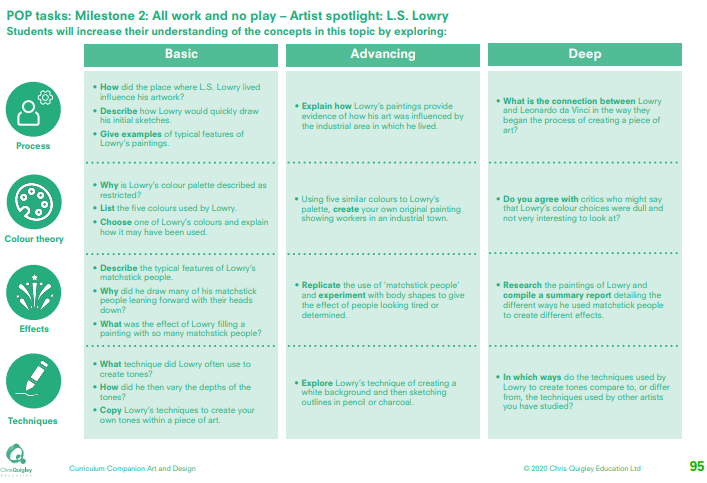 POP tasks: Milestone 2: All work and no play – Artist spotlight: L.S. Lowry
Students will increase their understanding of the concepts in this topic by exploring:
Basic
Advancing
Deep
Process
• How did the place where L.S. Lowry lived
influence his artwork?
• Describe how Lowry would quickly draw
his initial sketches.
• Give examples of typical features of
Lowry's paintings.
• Explain how Lowry's paintings provide
evidence of how his art was influenced by
the industrial area in which he lived.
• What is the connection between Lowry
and Leonardo da Vinci in the way they
began the process of creating a piece of
art?
Colour theory
• Why is Lowry's colour palette described as
restricted?
• List the five colours used by Lowry.
• Choose one of Lowry's colours and explain
how it may have been used.
• Using five similar colours to Lowry's
palette, create your own original painting
showing workers in an industrial town.
• Do you agree with critics who might say
that Lowry's colour choices were dull and
not very interesting to look at?
Effects
• Describe the typical features of Lowry's
matchstick people.
• Why did he draw many of his matchstick
people leaning forward with their heads
down?
• What was the effect of Lowry filling a
painting with so many matchstick people?
• Replicate the use of 'matchstick people'
and experiment with body shapes to give
the effect of people looking tired or
determined.
• Research the paintings of Lowry and
compile a summary report detailing the
different ways he used matchstick people
to create different effects.
Techniques
• What technique did Lowry often use to
create tones?
• How did he then vary the depths of the
tones?
• Copy Lowry's techniques to create your
own tones within a piece of art.
• Explore Lowry's technique of creating a
white background and then sketching
outlines in pencil or charcoal.
• In which ways do the techniques used by
Lowry to create tones compare to, or differ
from, the techniques used by other artists
you have studied?
ChrisQuigley
Education
Curriculum Companion Art and Design
© 2020 Chris Quigley Education Ltd
95